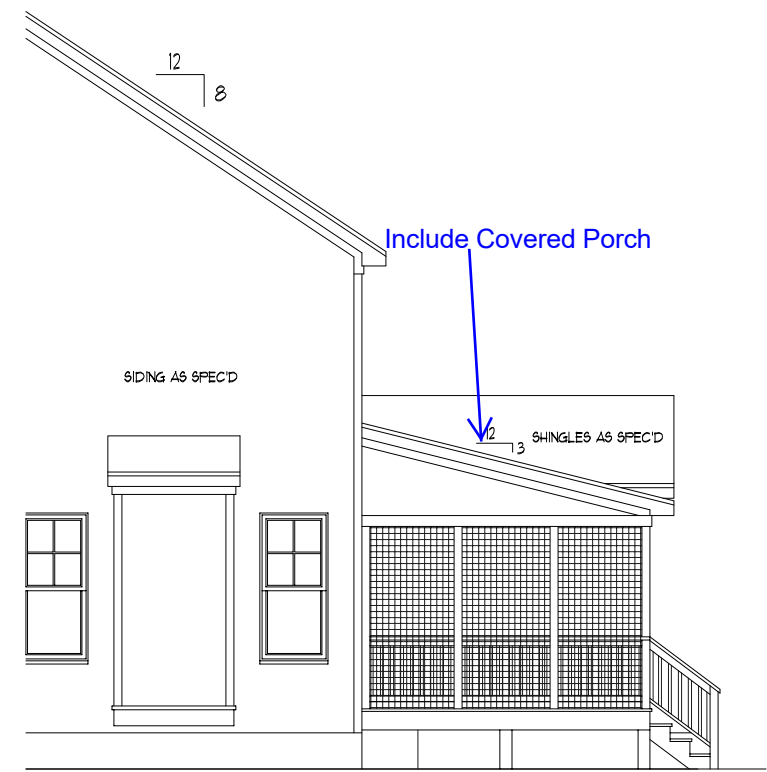 12
8
Include Covered Porch
SIDING AS SPEC'D
12
3
SHINGLES AS SPEC'D